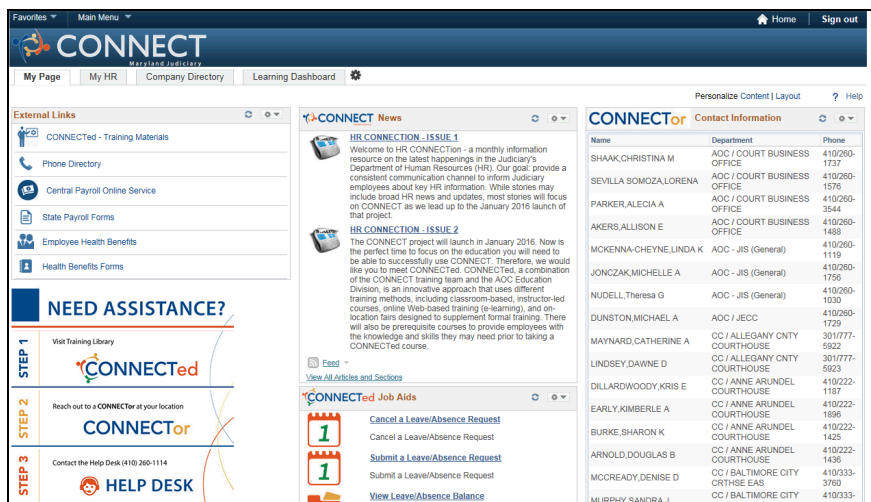 Favorites Main Menu Home Sign out
CONNECT
Maryland Judiciary
My Page My HR Company Directory Learning Dashboard
Personalize Content | Layout ? Help
External Links
CONNECTed - Training Materials
Phone Directory
Central Payroll Online Service
State Payroll Forms
Employee Health Benefits
Health Benefits Forms
NEED ASSISTANCE?
STEP 1
Visit Training Library
CONNECTed
STEP 2
Reach out to a CONNECTor at your location
CONNECTor
STEP 3
Contact the Help Desk (410) 260-1114
HELP DESK
CONNECT News
HR CONNECTION - ISSUE 1
Welcome to HR CONNECTion - a monthly information
resource on the latest happenings in the Judiciary's
Department of Human Resources (HR). Our goal: provide a
consistent communication channel to inform Judiciary
employees about key HR information. While stories may
include broad HR news and updates, most stories will focus
on CONNECT as we lead up to the January 2016 launch of
that project.
HR CONNECTION - ISSUE 2
The CONNECT project will launch in January 2016. Now is
the perfect time to focus on the education you will need to
be able to successfully use CONNECT. Therefore, we would
like you to meet CONNECTed. CONNECTed, a combination
of the CONNECT training team and the AOC Education
Division, is an innovative approach that uses different
training methods, including classroom-based, instructor-led
courses, online Web-based training (e-learning), and on-
location fairs designed to supplement formal training. There
will also be prerequisite courses to provide employees with
the knowledge and skills they may need prior to taking a
CONNECTed course.
Feed
View All Articles and Sections
CONNECTed Job Aids
1
Cancel a Leave/Absence Request
Cancel a Leave/Absence Request
1
Submit a Leave/Absence Request
Submit a Leave/Absence Request
View Leave/Absence Balance
CONNECTor Contact Information
Name Department Phone
SHAAK,CHRISTINA M AOC / COURT BUSINESS OFFICE 410/260-1737
SEVILLA SOMOZA,LORENA AOC / COURT BUSINESS OFFICE 410/260-1576
PARKER,ALECIA A AOC / COURT BUSINESS OFFICE 410/260-3544
AKERS,ALLISON E AOC / COURT BUSINESS OFFICE 410/260-1488
MCKENNA-CHEYNE,LINDA K AOC - JIS (General) 410/260-1119
JONCZAK,MICHELLE A AOC - JIS (General) 410/260-1756
NUDELL,Theresa G AOC - JIS (General) 410/260-1030
DUNSTON,MICHAEL A AOC / JECC 410/260-1729
MAYNARD,CATHERINE A CC / ALLEGANY CNTY COURTHOUSE 301/777-5922
LINDSEY,DAWNE D CC / ALLEGANY CNTY COURTHOUSE 301/777-5923
DILLARDWOODY,KRIS E CC / ANNE ARUNDEL COURTHOUSE 410/222-1187
EARLY,KIMBERLE A CC / ANNE ARUNDEL COURTHOUSE 410/222-1896
BURKE,SHARON K CC / ANNE ARUNDEL COURTHOUSE 410/222-1425
ARNOLD,DOUGLAS B CC / ANNE ARUNDEL COURTHOUSE 410/222-1436
MCCREADY,DENISE D CC / BALTIMORE CITY CRTHSE EAS 410/333-3760
MURPHY,SANDRA L CC / BALTIMORE CITY 410/333-